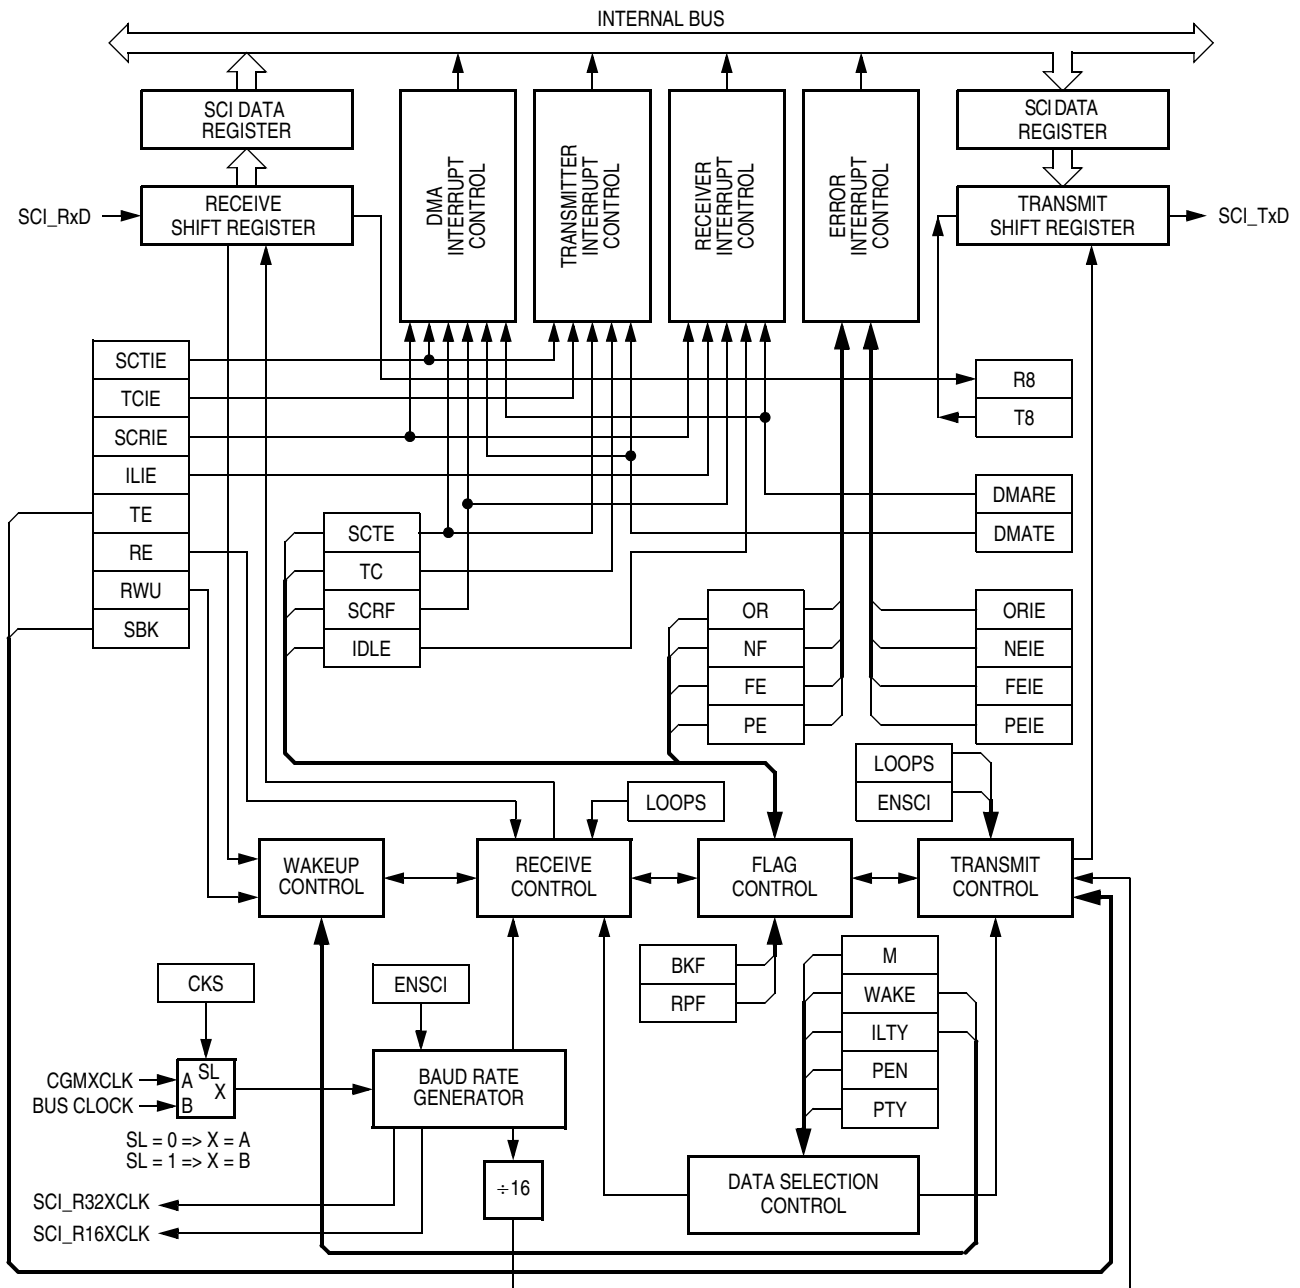 INTERNAL BUS
SCI DATA
REGISTER
DMA
INTERRUPT
CONTROL
TRANSMITTER
INTERRUPT
CONTROL
RECEIVER
INTERRUPT
CONTROL
ERROR
INTERRUPT
CONTROL
SCI DATA
REGISTER
SCI_RxD
RECEIVE
SHIFT REGISTER
TRANSMIT
SHIFT REGISTER
SCI_TxD
SCTIE
TCIE
SCRIE
ILIE
TE
RE
RWU
SBK
R8
T8
DMARE
DMATE
SCTE
TC
SCRF
IDLE
OR
NF
FE
PE
ORIE
NEIE
FEIE
PEIE
LOOPS
ENSCI
LOOPS
WAKEUP
CONTROL
RECEIVE
CONTROL
FLAG
CONTROL
TRANSMIT
CONTROL
BKF
RPF
M
WAKE
ILTY
PEN
PTY
CKS
ENSCI
CGMXCLK
BUS CLOCK
A
SL
X
B
SL = 0 => X = A
SL = 1 => X = B
BAUD RATE
GENERATOR
÷16
DATA SELECTION
CONTROL
SCI_R32XCLK
SCI_R16XCLK